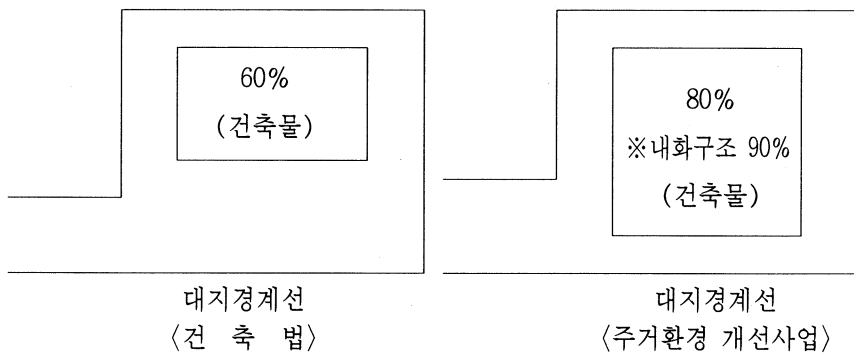 60%
(건축물)
대지경계선
〈건 축 법〉
80%
※내화구조 90%
(건축물)
대지경계선
〈주거환경 개선사업〉